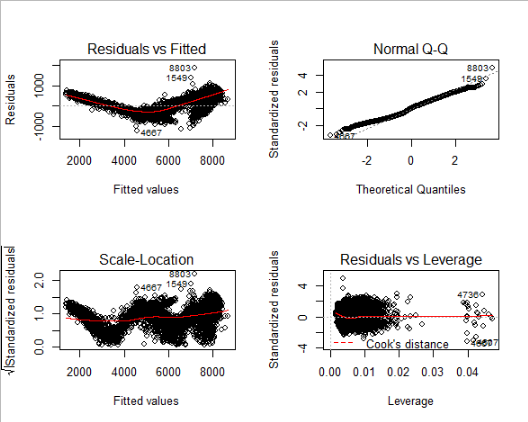 Residuals vs Fitted
Residuals
-1000
1000
8803
1549
4667
2000 4000 6000 8000
Fitted values
Normal Q-Q
Standardized residuals
-2 2 4
8803
1549
-2 0 2
Theoretical Quantiles
Scale-Location
√|Standardized residuals|
0.0 1.0 2.0
8803
4667
1549
2000 4000 6000 8000
Fitted values
Residuals vs Leverage
Standardized residuals
-4 0 4
4736
Cook's distance
0.00 0.01 0.02 0.03 0.04
Leverage